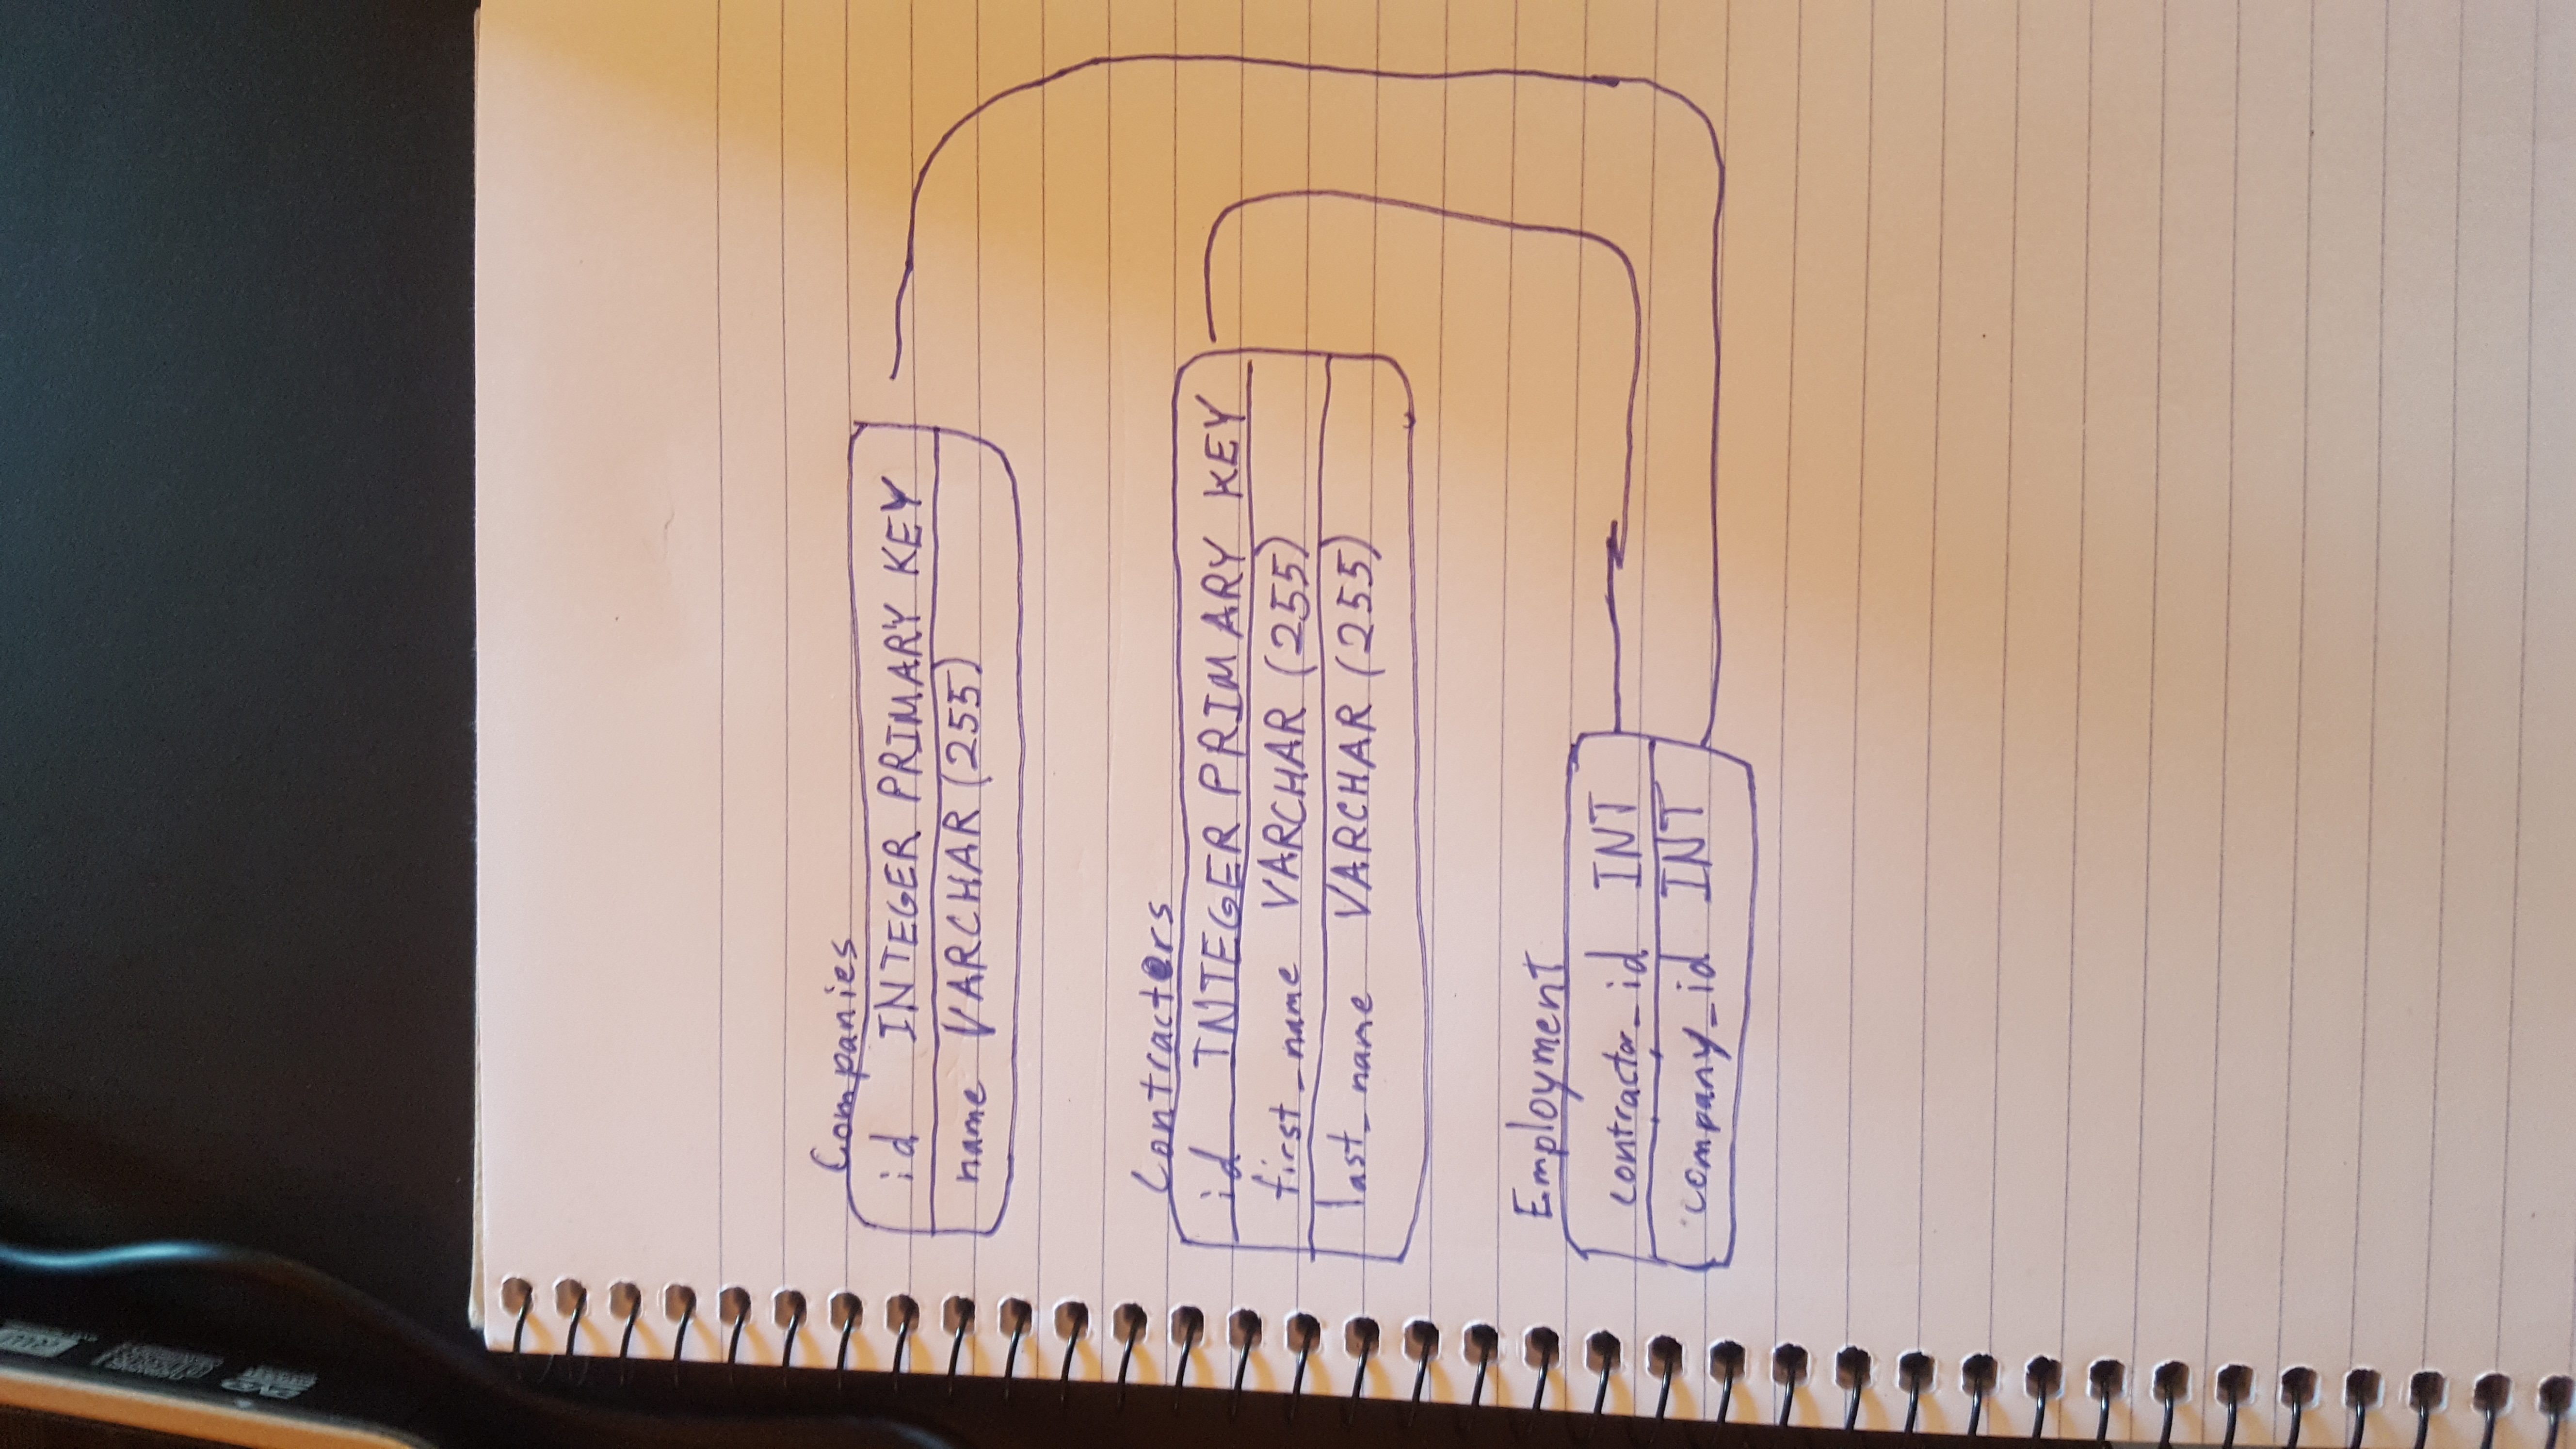 Companies
id INTEGER PRIMARY KEY
name VARCHAR (255)
Contractors
id INTEGER PRIMARY KEY
first_name VARCHAR (255)
last_name VARCHAR (255)
Employment
contractor_id INT
company_id INT